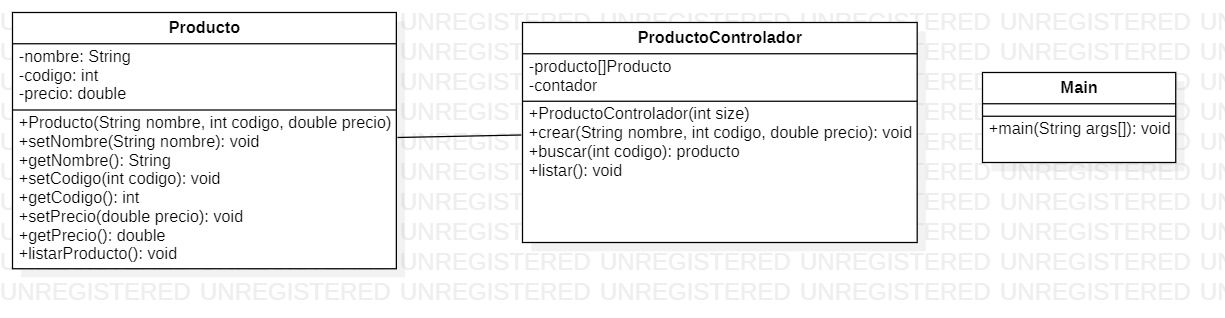 Producto
-nombre: String
-codigo: int
-precio: double
+Producto(String nombre, int codigo, double precio)
+setNombre(String nombre): void
+getNombre(): String
+setCodigo(int codigo): void
+getCodigo(): int
+setPrecio(double precio): void
+getPrecio(): double
+listarProducto(): void
ProductoControlador
-producto[]Producto
-contador
+ProductoControlador(int size)
+crear(String nombre, int codigo, double precio): void
+buscar(int codigo): producto
+listar(): void
Main
+main(String args[]): void
UNREGISTERED UNREGISTERED UNREGISTERED UNREGISTERED UNREGISTERED UNREGISTERED UN